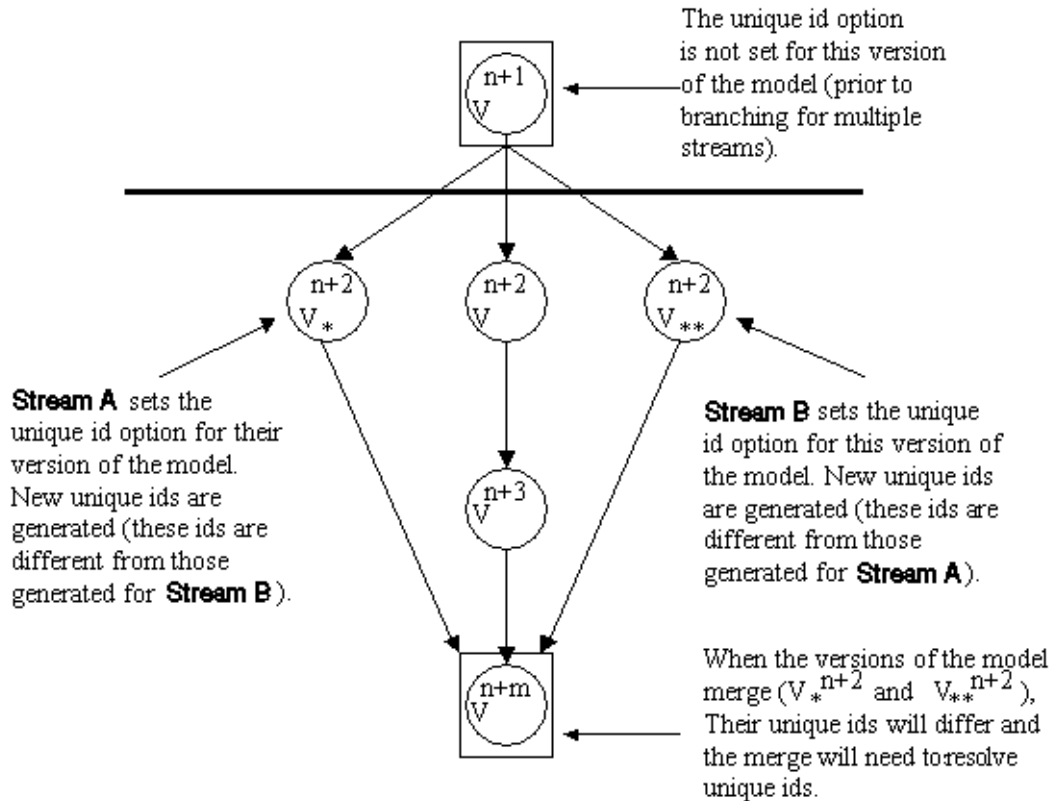 The unique id option
is not set for this version
of the model (prior to
branching for multiple
streams).
n+1
V
n+2
V*
n+2
V
n+2
V**
Stream A sets the
unique id option for their
version of the model.
New unique ids are
generated (these ids are
different from those
generated for Stream B).
Stream B sets the unique
id option for this version of
the model. New unique ids
are generated (these ids are
different from those
generated for Stream A).
n+3
V
n+m
V
When the versions of the model
merge (V*n+2 and V**n+2),
Their unique ids will differ and
the merge will need to resolve
unique ids.